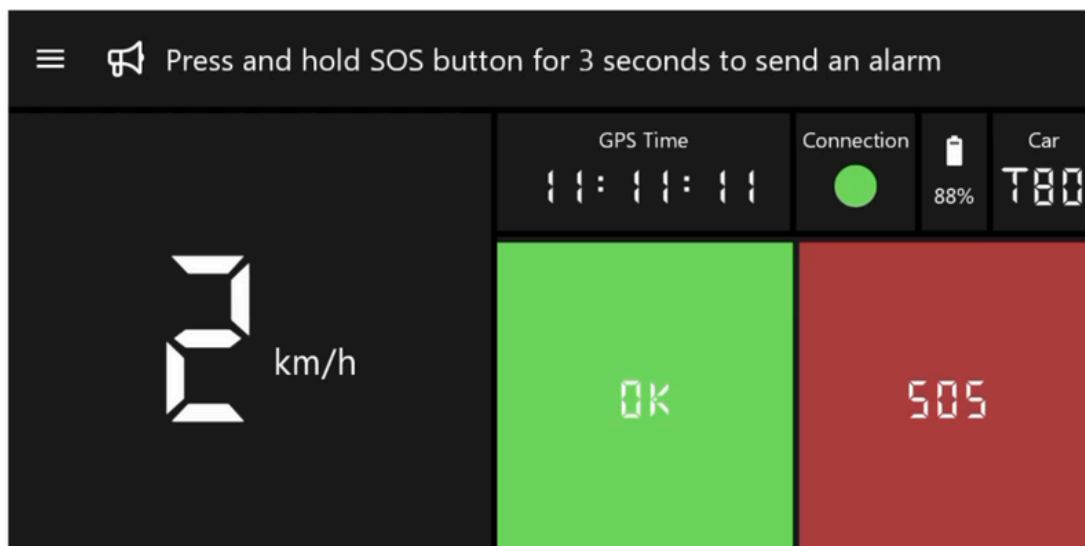 Press and hold SOS button for 3 seconds to send an alarm
GPS Time
11:11:11
Connection
88%
Car
T80
2 km/h
OK
SOS